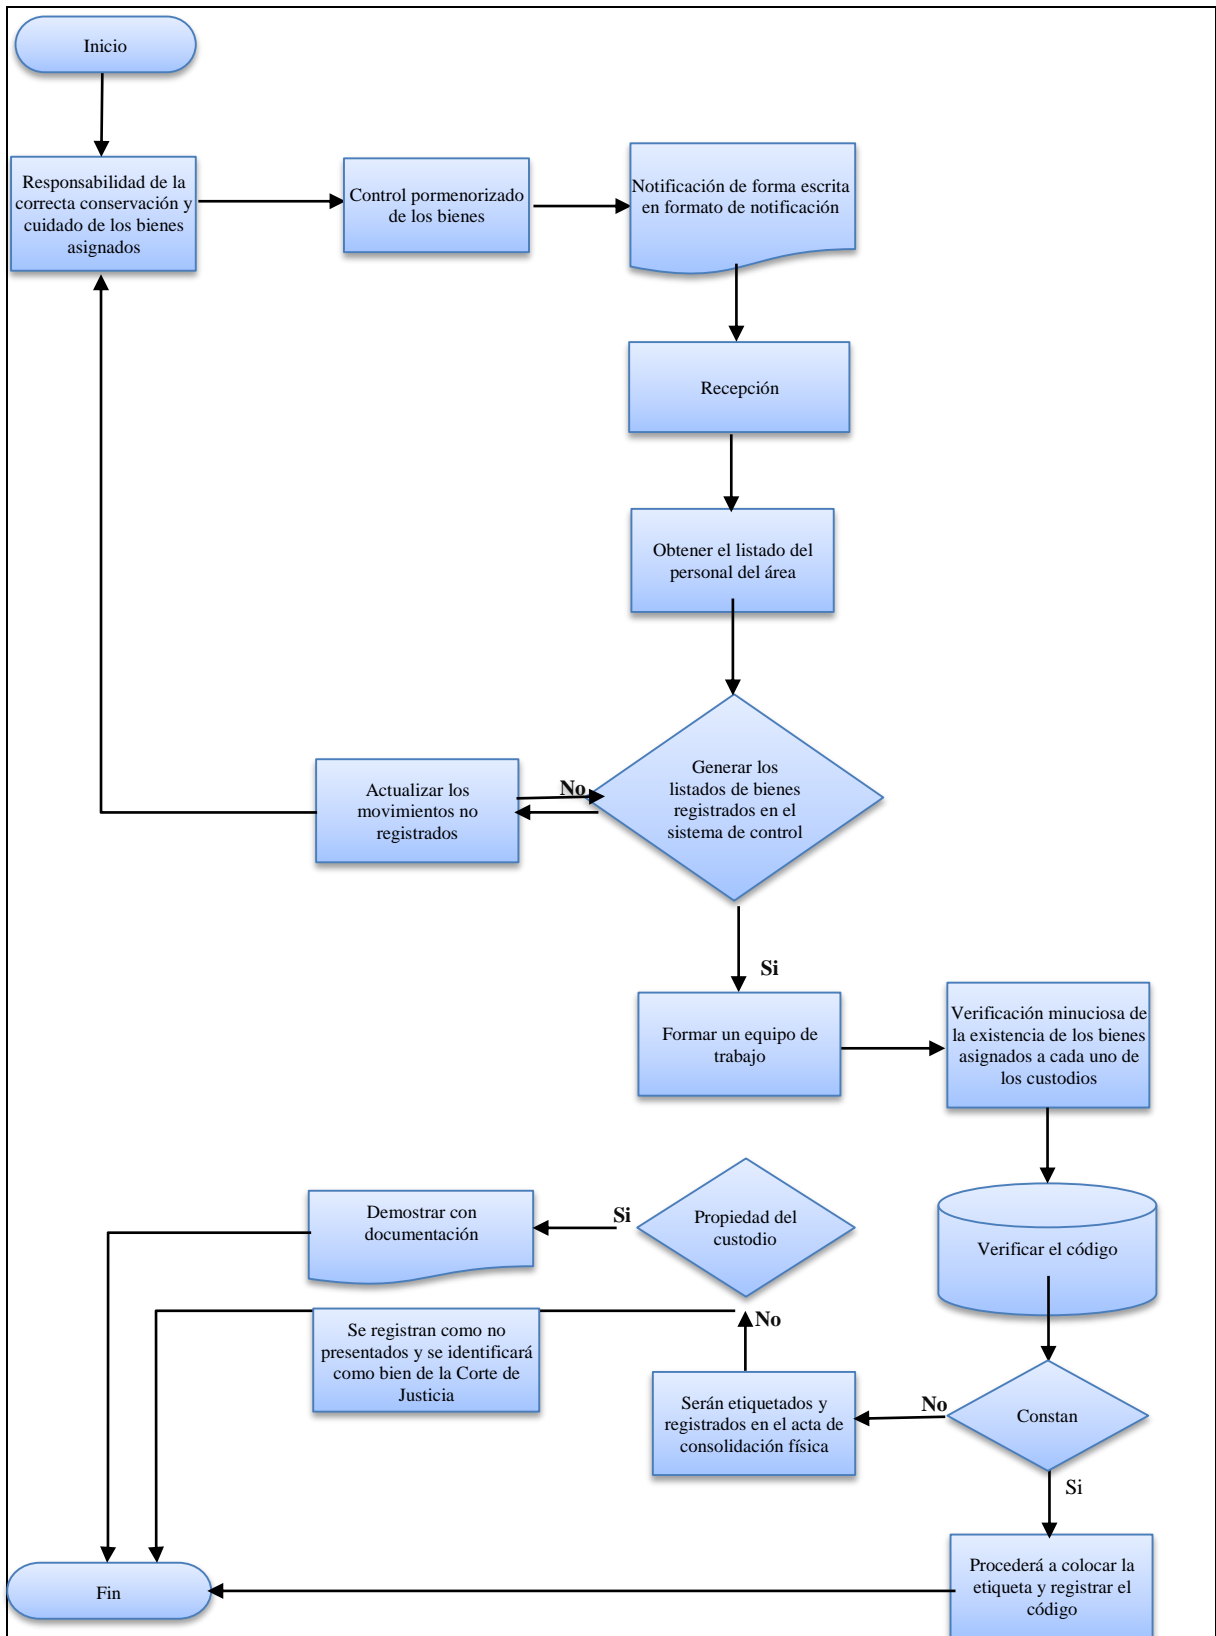 Inicio
Responsabilidad de la
correcta conservación y
cuidado de los bienes
asignados
Control pormenorizado
de los bienes
Notificación de forma escrita
en formato de notificación
Recepción
Obtener el listado del
personal del área
Generar los
listados de bienes
registrados en el
sistema de control
No
Actualizar los
movimientos no
registrados
Si
Formar un equipo de
trabajo
Verificación minuciosa de
la existencia de los bienes
asignados a cada uno de
los custodios
Verificar el código
Propiedad del
custodio
Si
Demostrar con
documentación
No
Se registran como no
presentados y se identificará
como bien de la Corte de
Justicia
Serán etiquetados y
registrados en el acta de
consolidación física
No
Constan
Si
Procederá a colocar la
etiqueta y registrar el
código
Fin